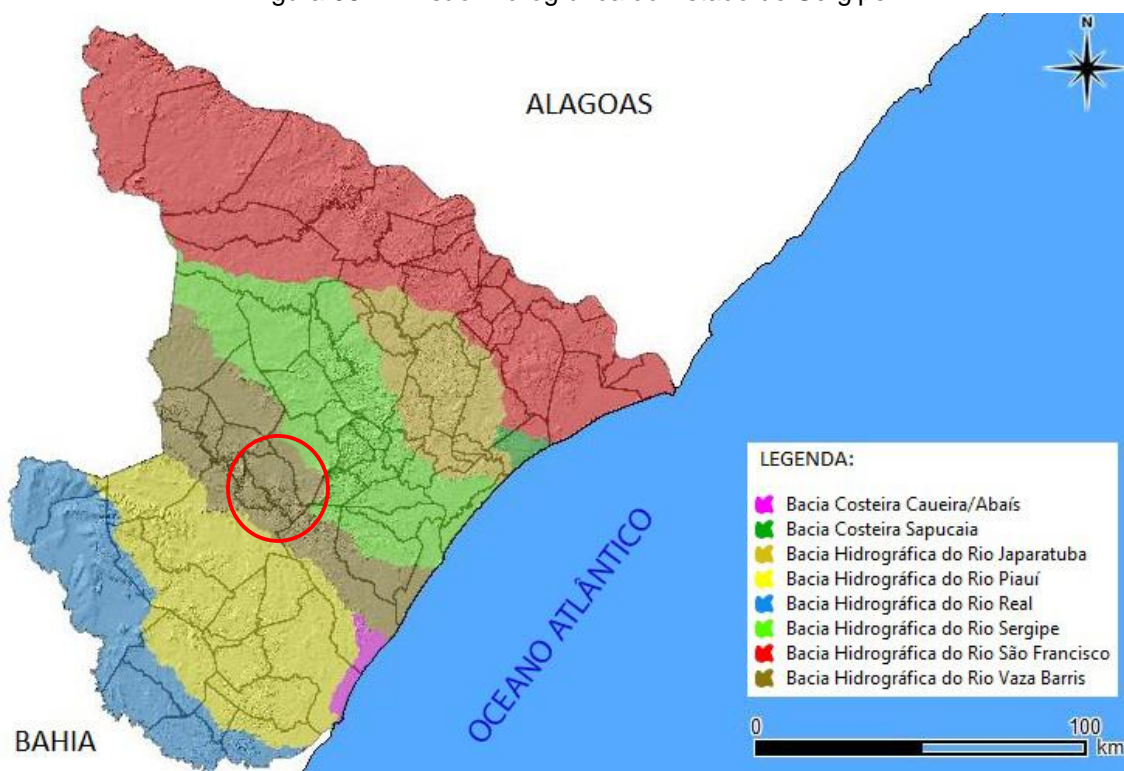 N
ALAGOAS
OCEANO ATLÂNTICO
BAHIA
LEGENDA:
Bacia Costeira Caueira/Abaís
Bacia Costeira Sapucaia
Bacia Hidrográfica do Rio Japaratuba
Bacia Hidrográfica do Rio Piauí
Bacia Hidrográfica do Rio Real
Bacia Hidrográfica do Rio Sergipe
Bacia Hidrográfica do Rio São Francisco
Bacia Hidrográfica do Rio Vaza Barris
0 100
km